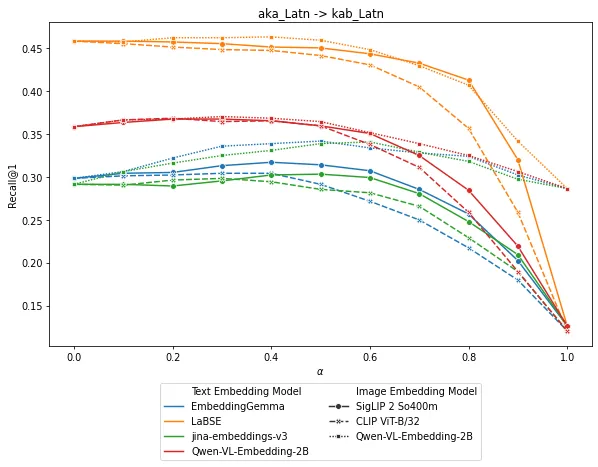 aka_Latn -> kab_Latn
Recall@1
0.45
0.40
0.35
0.30
0.25
0.20
0.15
0.0
0.2
0.4
0.6
0.8
1.0
α
Text Embedding Model
EmbeddingGemma
LaBSE
jina-embeddings-v3
Qwen-VL-Embedding-2B
Image Embedding Model
SigLIP 2 So400m
CLIP ViT-B/32
Qwen-VL-Embedding-2B